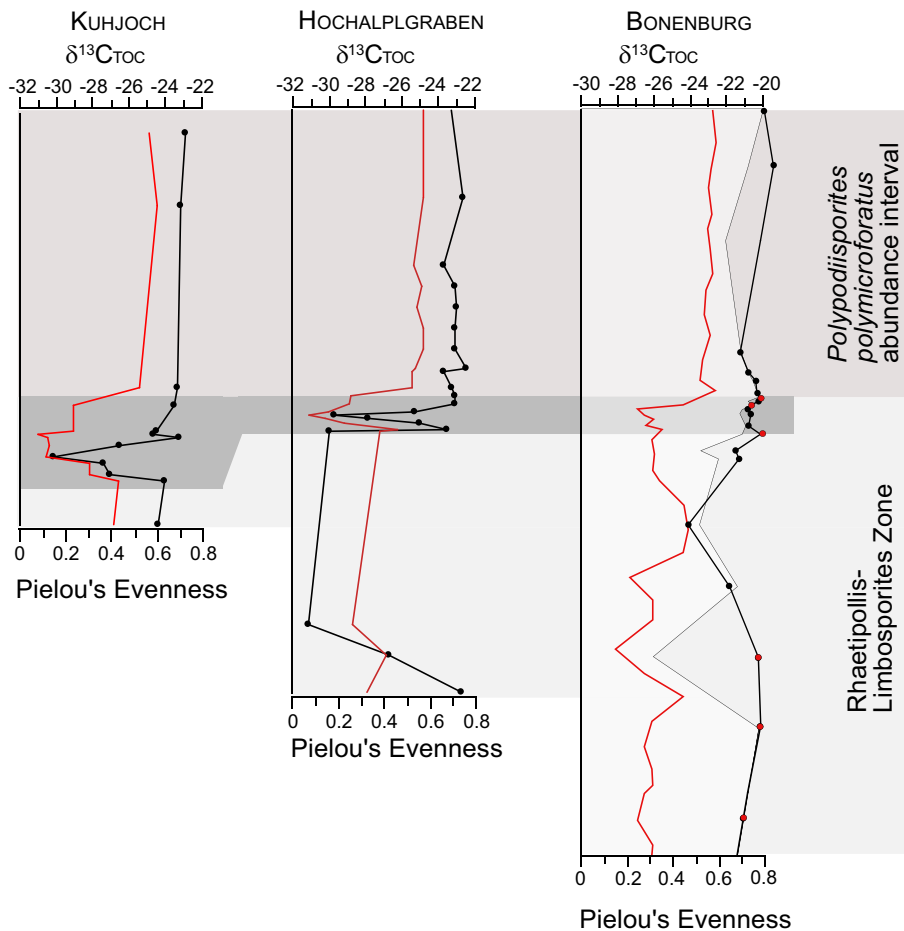 KUHJOCH
δ13CTOC
-32 -30 -28 -26 -24 -22
0 0.2 0.4 0.6 0.8
Pielou's Evenness
HOCHALPLGRABEN
δ13CTOC
-32 -30 -28 -26 -24 -22
0 0.2 0.4 0.6 0.8
Pielou's Evenness
BONENBURG
δ13CTOC
-30 -28 -26 -24 -22 -20
0 0.2 0.4 0.6 0.8
Pielou's Evenness
Polypodiisporites
polymicroforatus
abundance interval
Rhaetipollis-
Limbosporites Zone